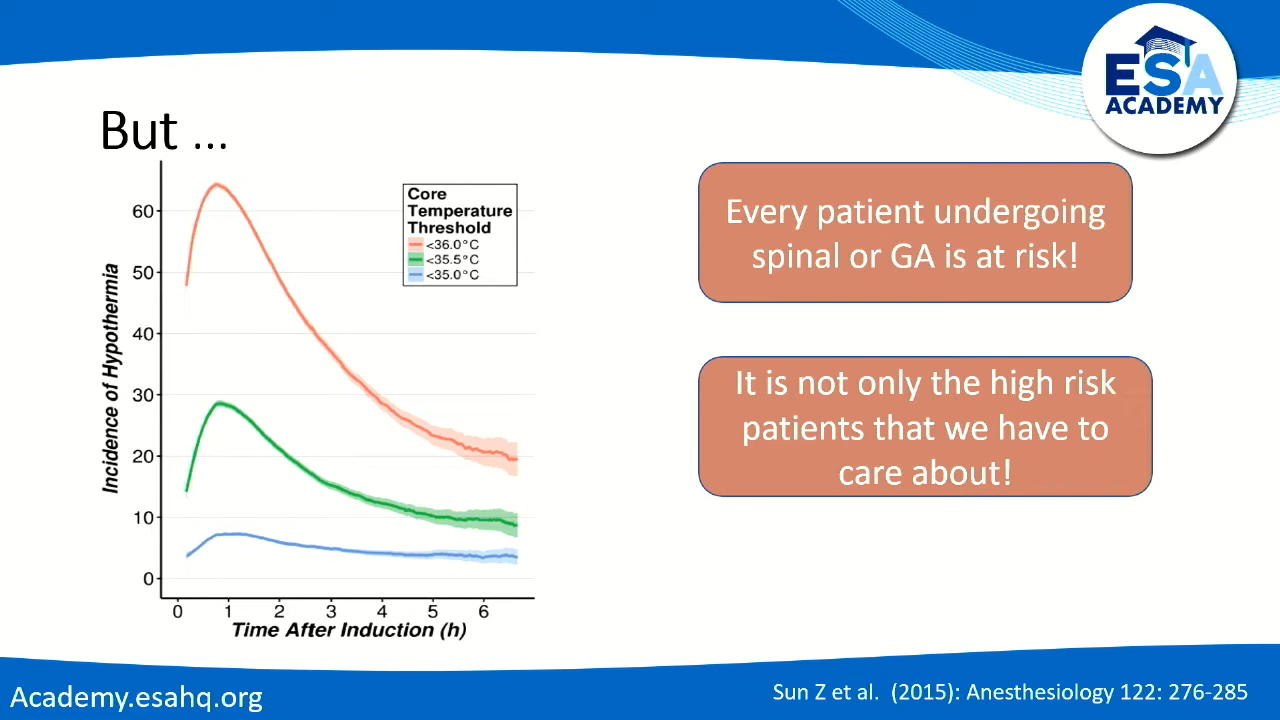 ESA
ACADEMY
But ...
Every patient undergoing
spinal or GA is at risk!
It is not only the high risk
patients that we have to
care about!
Incidence of Hypothermia
60
50
40
30
20
10
0
Core
Temperature
Threshold
<36.0°C
<35.5°C
<35.0°C
0 1 2 3 4 5 6
Time After Induction (h)
Academy.esahq.org
Sun Z et al. (2015): Anesthesiology 122: 276-285